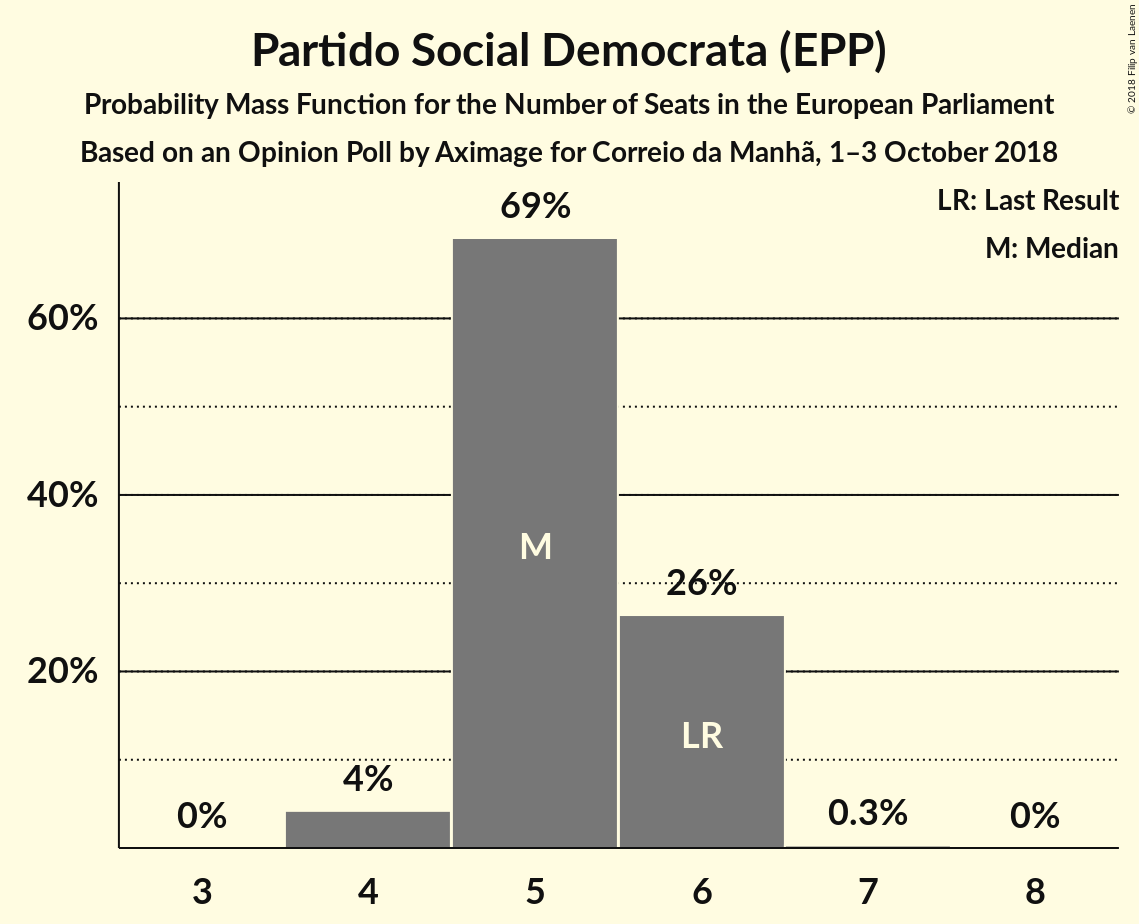 Partido Social Democrata (EPP)
Probability Mass Function for the Number of Seats in the European Parliament
Based on an Opinion Poll by Aximage for Correio da Manhã, 1–3 October 2018
© 2018 Filip van Laenen
LR: Last Result
M: Median
69%
60%
40%
M
26%
20%
LR
4%
0%
0.3%
0%
3 4 5 6 7 8